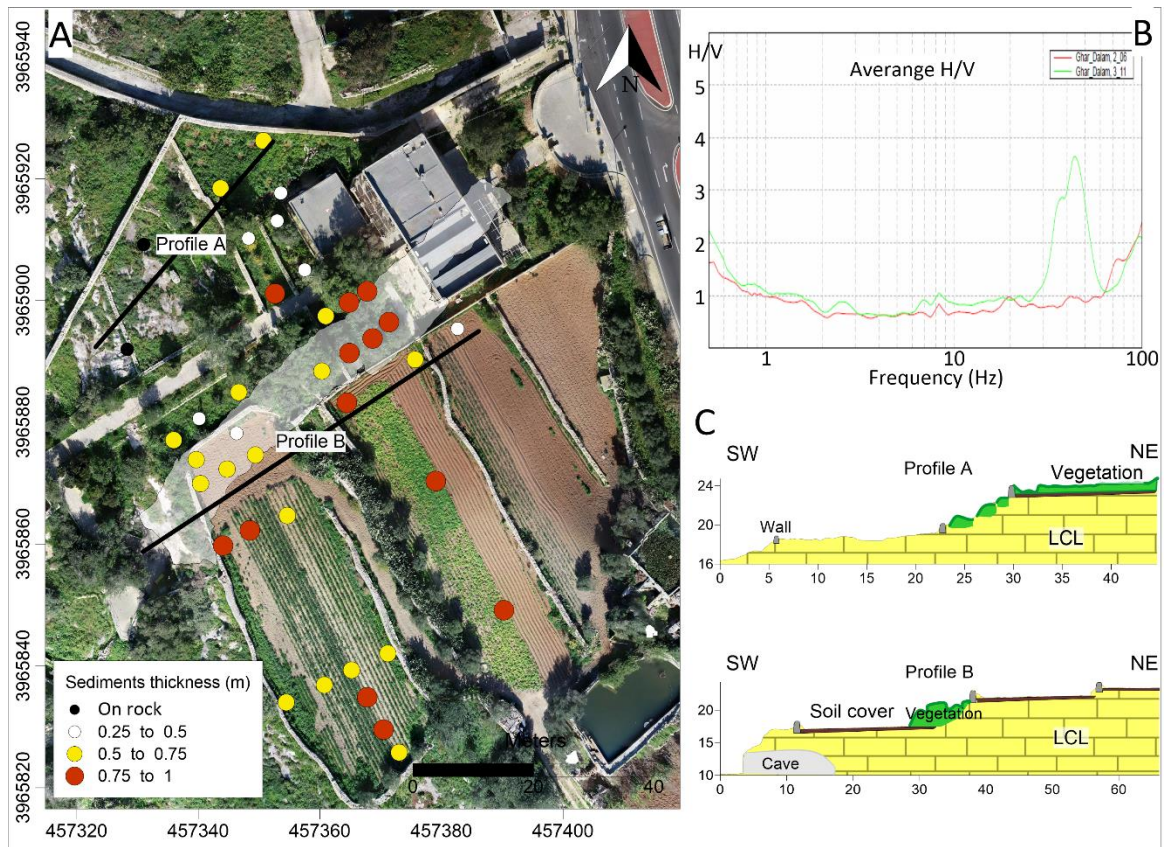 A
3965940
3965920
3965900
3965880
3965860
3965840
3965820
N
Profile A
Profile B
Sediments thickness (m)
On rock
0.25 to 0.5
0.5 to 0.75
0.75 to 1
Meters
0 20 40
457320 457340 457360 457380 457400
B
H/V
Averange H/V
Ghar_Dalam, 2_06
Ghar_Dalam, 3_11
5
4
3
2
1
1 10 100
Frequency (Hz)
C
SW NE
Profile A
Vegetation
24
20
16
Wall
LCL
0 5 10 15 20 25 30 35 40
SW NE
Profile B
20
15
10
Soil cover
Vegetation
LCL
Cave
0 10 20 30 40 50 60